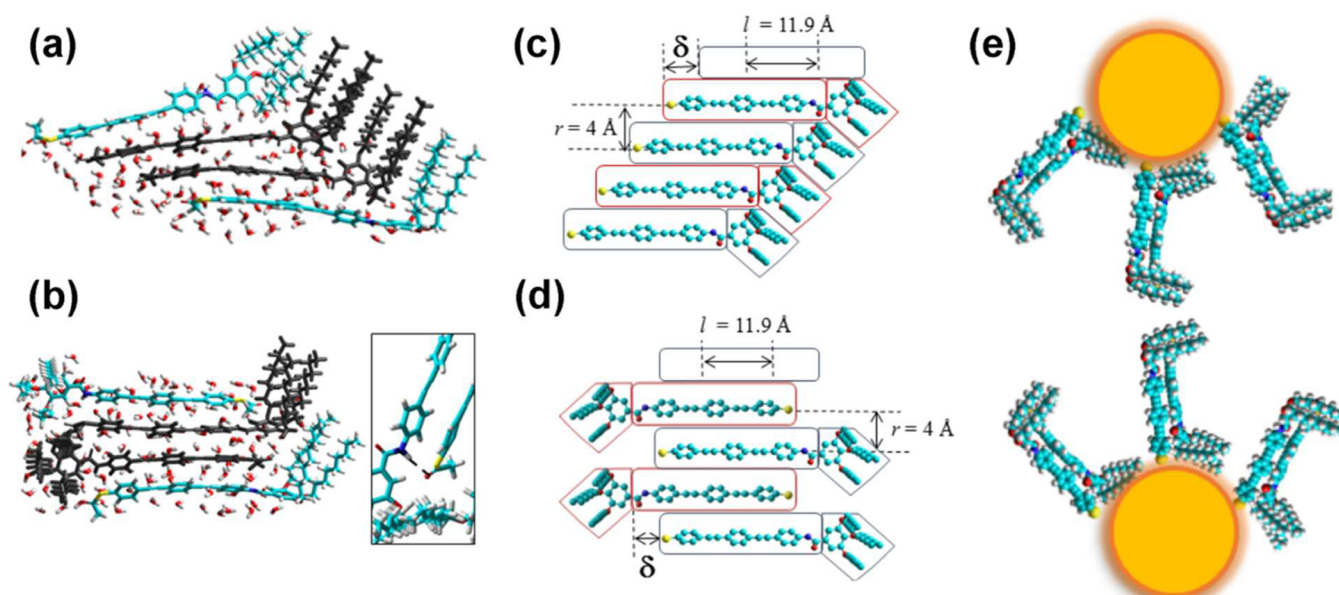 (a)
(b)
(c)
δ
l = 11.9 Å
r = 4 Å
(d)
l = 11.9 Å
r = 4 Å
δ
(e)